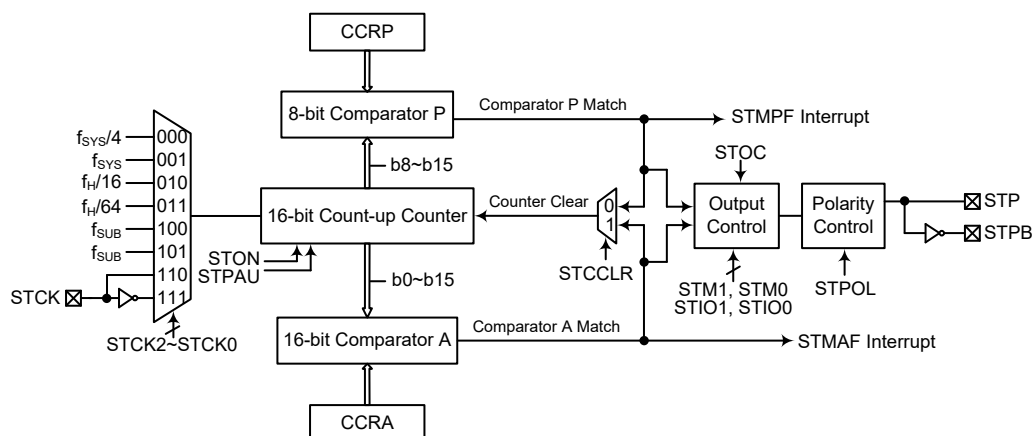 CCRP
8-bit Comparator P
Comparator P Match
STMPF Interrupt
b8~b15
STOC
fSYS/4
000
fSYS
001
fH/16
010
fH/64
011
fSUB
100
fSUB
101
110
111
STCK
STCK2~STCK0
16-bit Count-up Counter
Counter Clear
0
1
STCCLR
Output
Control
Polarity
Control
STP
STPB
STON
STPAU
b0~b15
STM1, STM0
STIO1, STIO0
STPOL
16-bit Comparator A
Comparator A Match
STMAF Interrupt
CCRA